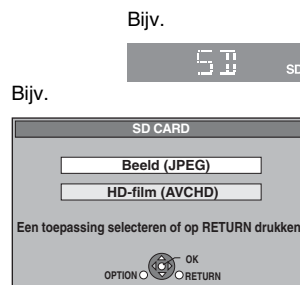 Bijv.
SD SD
Bijv.
SD CARD
Beeld (JPEG)
HD-film (AVCHD)
Een toepassing selecteren of op RETURN drukken
OK
OPTION RETURN